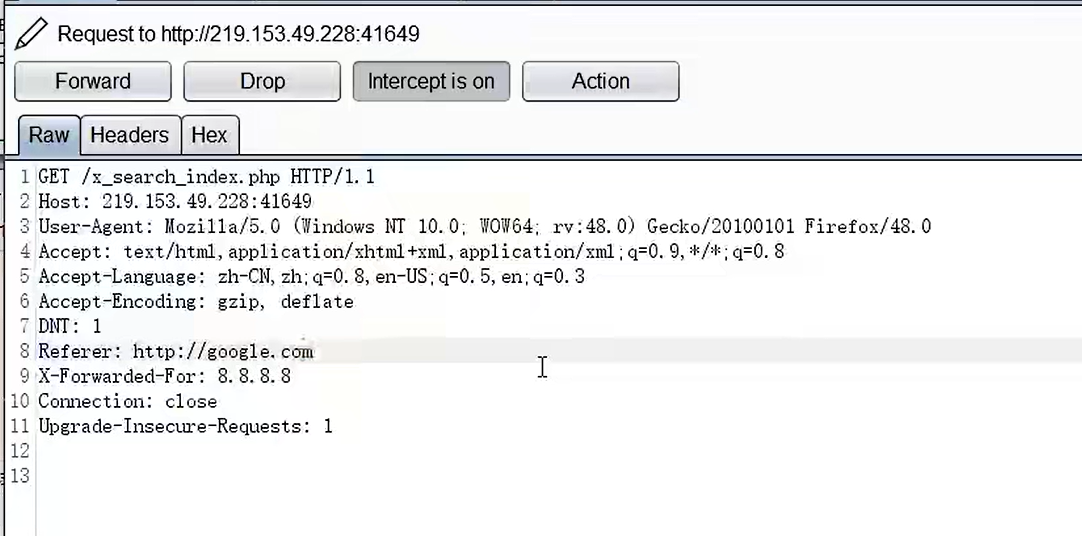 Request to http://219.153.49.228:41649
Forward Drop Intercept is on Action
Raw Headers Hex
1 GET /x_search_index.php HTTP/1.1
2 Host: 219.153.49.228:41649
3 User-Agent: Mozilla/5.0 (Windows NT 10.0; WOW64; rv:48.0) Gecko/20100101 Firefox/48.0
4 Accept: text/html,application/xhtml+xml,application/xml;q=0.9,*/*;q=0.8
5 Accept-Language: zh-CN,zh;q=0.8,en-US;q=0.5,en;q=0.3
6 Accept-Encoding: gzip, deflate
7 DNT: 1
8 Referer: http://google.com
9 X-Forwarded-For: 8.8.8.8
10 Connection: close
11 Upgrade-Insecure-Requests: 1
12
13